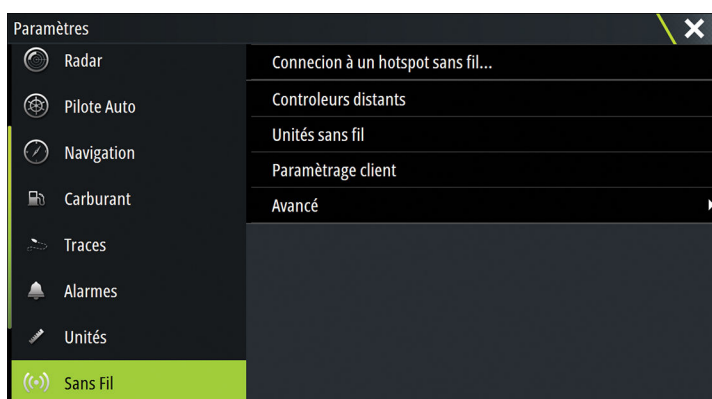 Paramètres
Radar
Pilote Auto
Navigation
Carburant
Traces
Alarmes
Unités
Sans Fil
Connecion à un hotspot sans fil...
Controleurs distants
Unités sans fil
Paramètrage client
Avancé